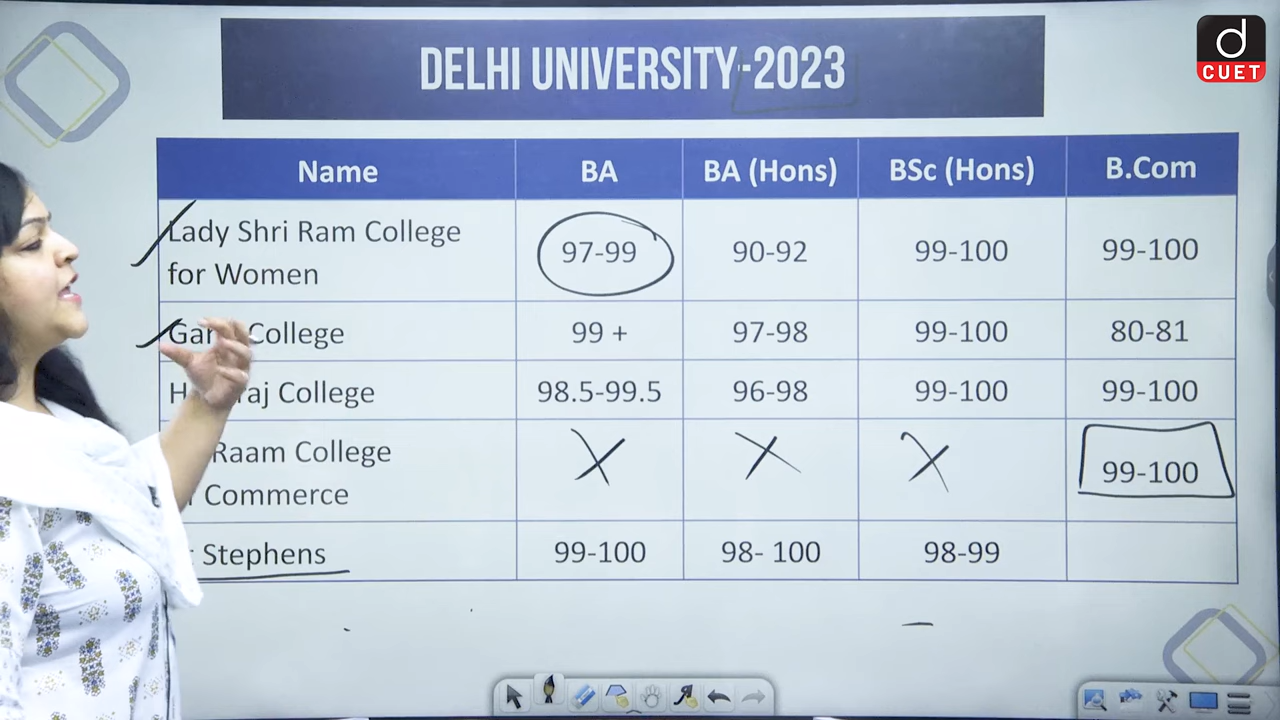 DELHI UNIVERSITY-2023
d
CUET
Name BA BA (Hons) BSc (Hons) B.Com
Lady Shri Ram College
for Women 97-99 90-92 99-100 99-100
College 99 + 97-98 99-100 80-81
College 98.5-99.5 96-98 99-100 99-100
Raam College
Commerce 99-100
Stephens 99-100 98- 100 98-99